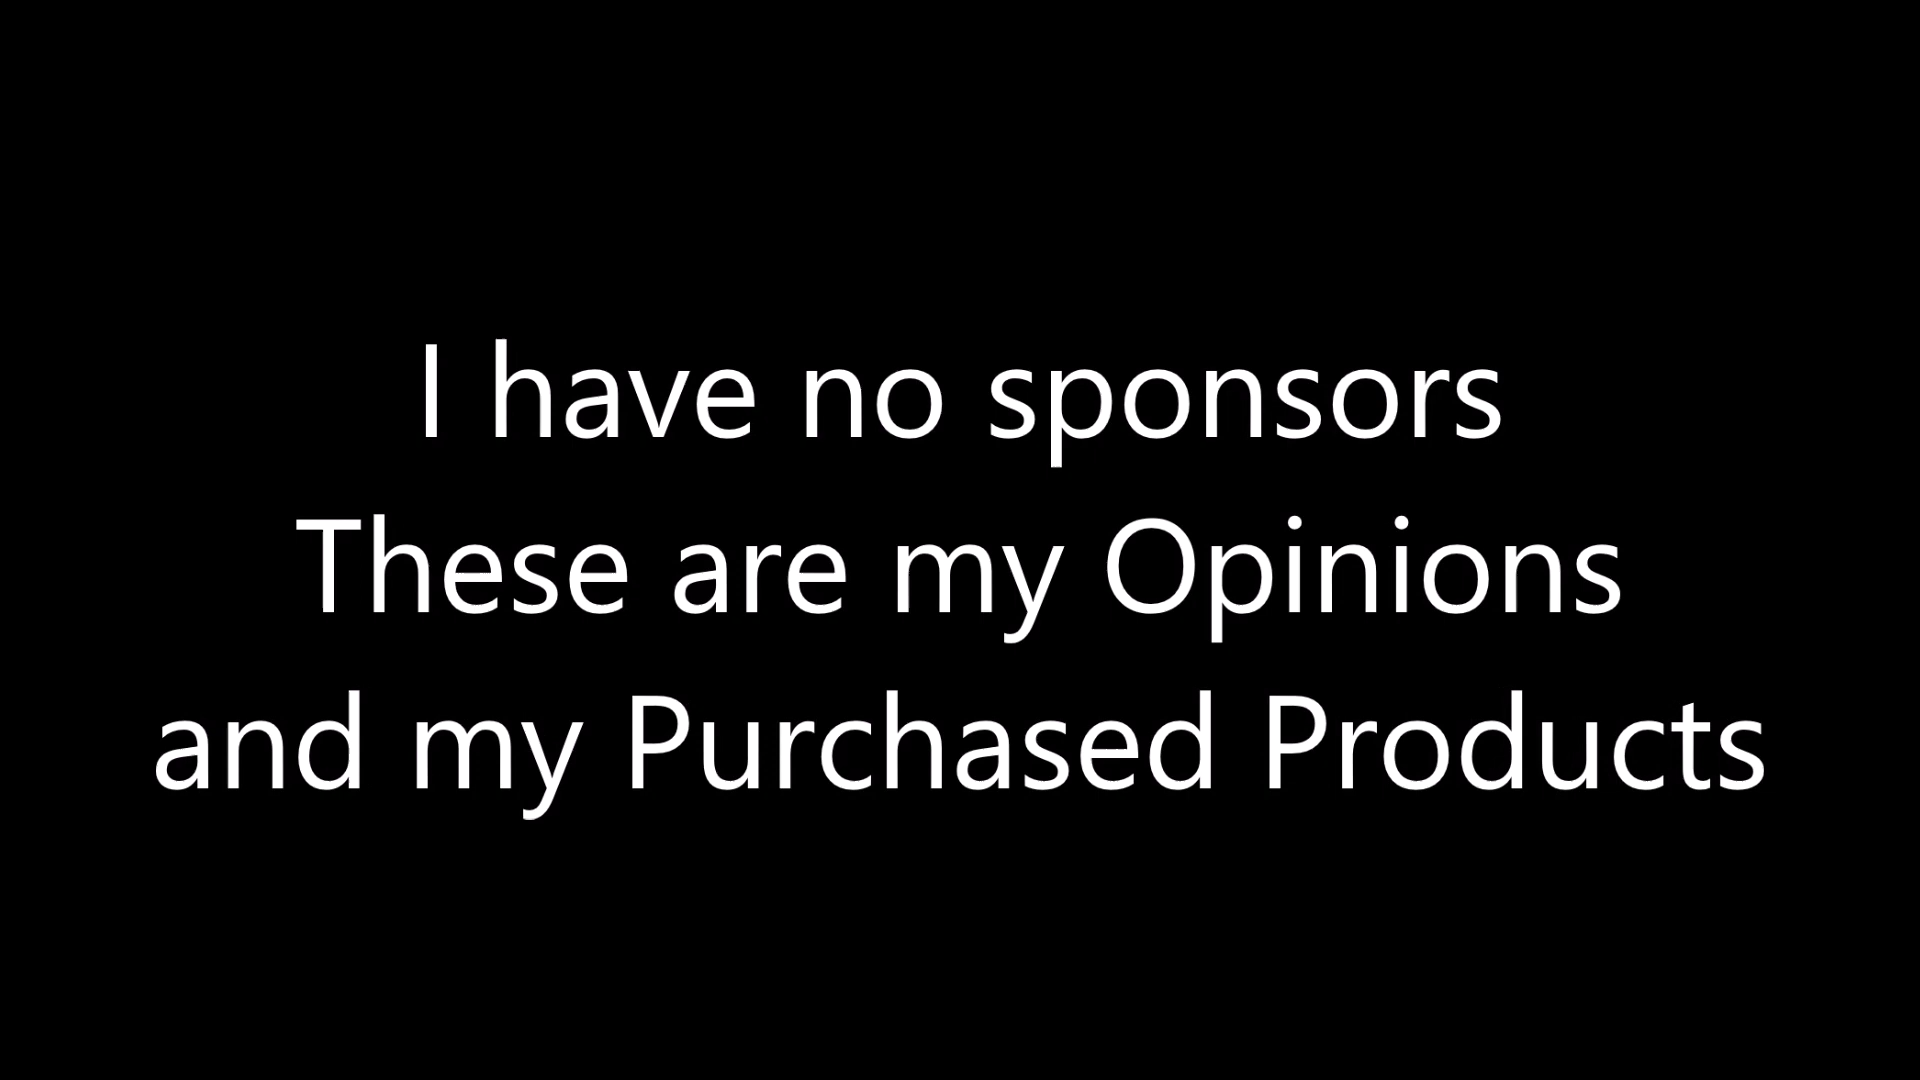 I have no sponsors
These are my Opinions
and my Purchased Products